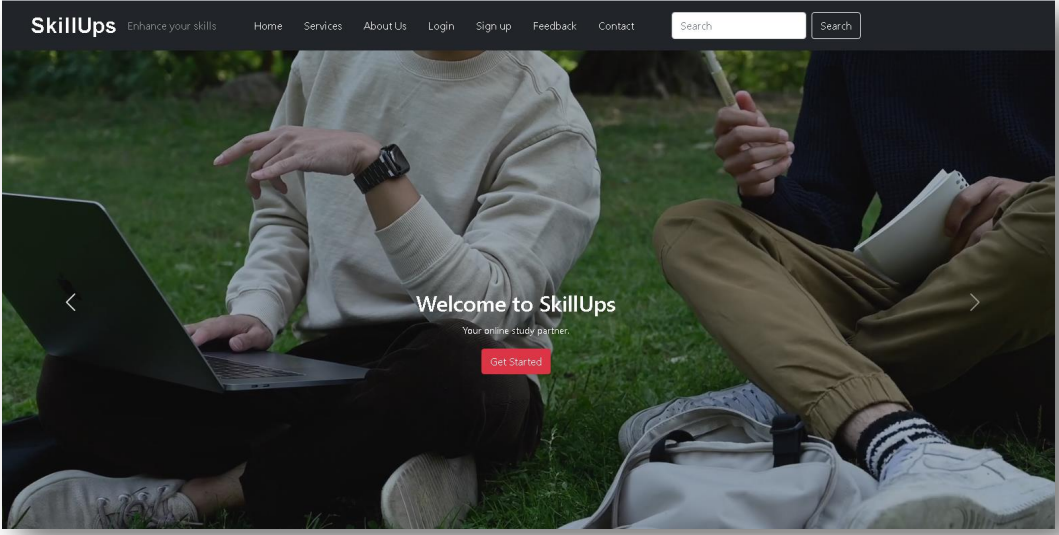 SkillUps Enhance your skills Home Services About Us Login Sign up Feedback Contact Search Search
Welcome to SkillUps
Your online study partner.
Get Started